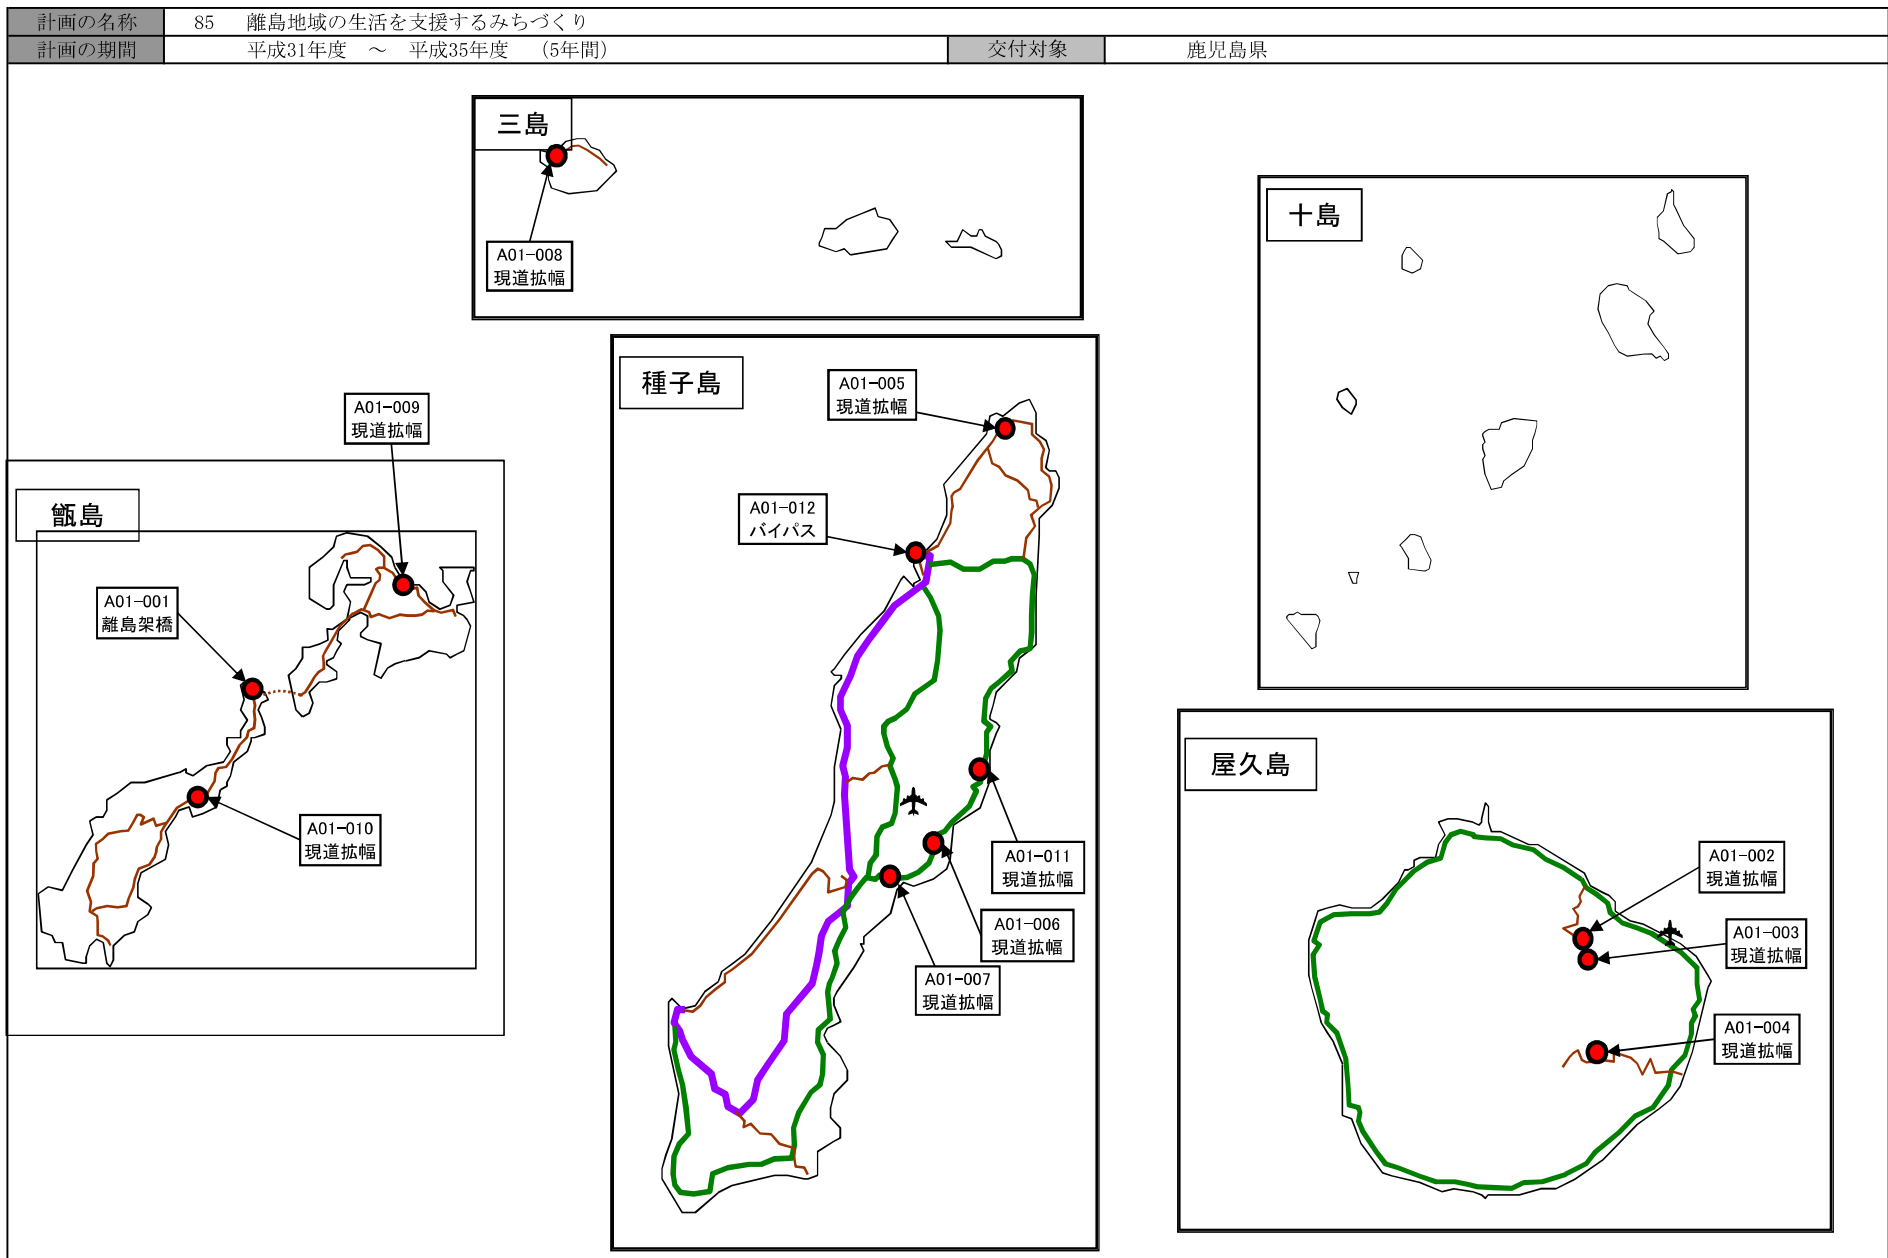 計画の名称 85 離島地域の生活を支援するみちづくり
計画の期間 平成31年度 ～ 平成35年度 （5年間） 交付対象 鹿児島県
三島
A01-008
現道拡幅
十島
種子島
A01-005
現道拡幅
A01-012
バイパス
A01-009
現道拡幅
甑島
A01-001
離島架橋
A01-010
現道拡幅
A01-011
現道拡幅
A01-006
現道拡幅
A01-007
現道拡幅
屋久島
A01-002
現道拡幅
A01-003
現道拡幅
A01-004
現道拡幅